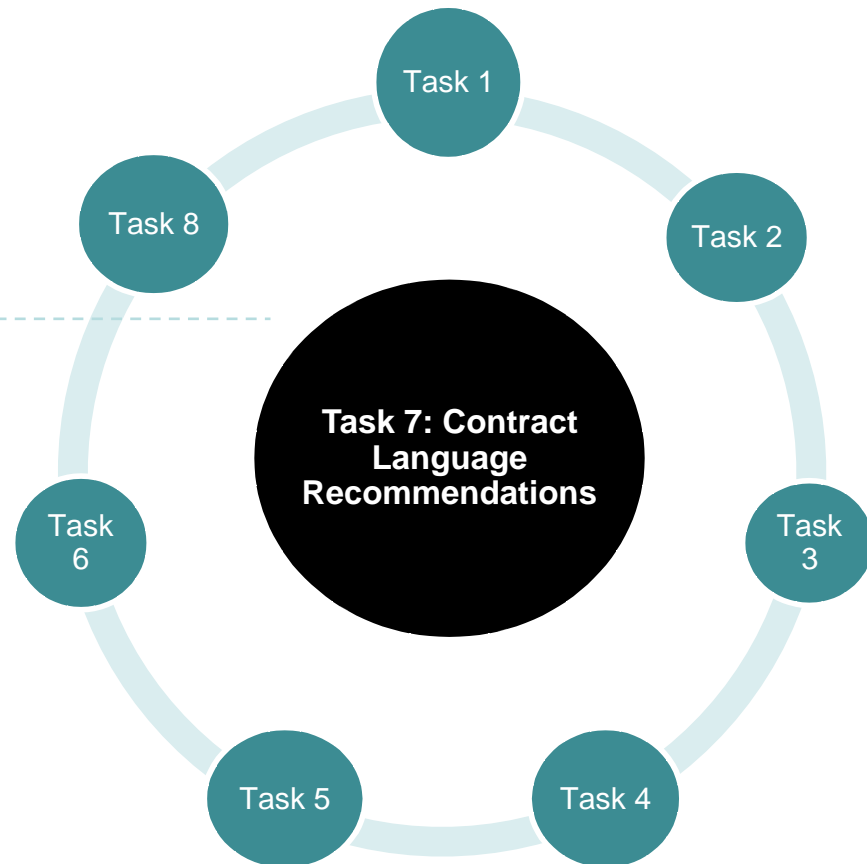 Task 1
Task 8
Task 2
Task 7: Contract
Language
Recommendations
Task
6
Task
3
Task 5
Task 4